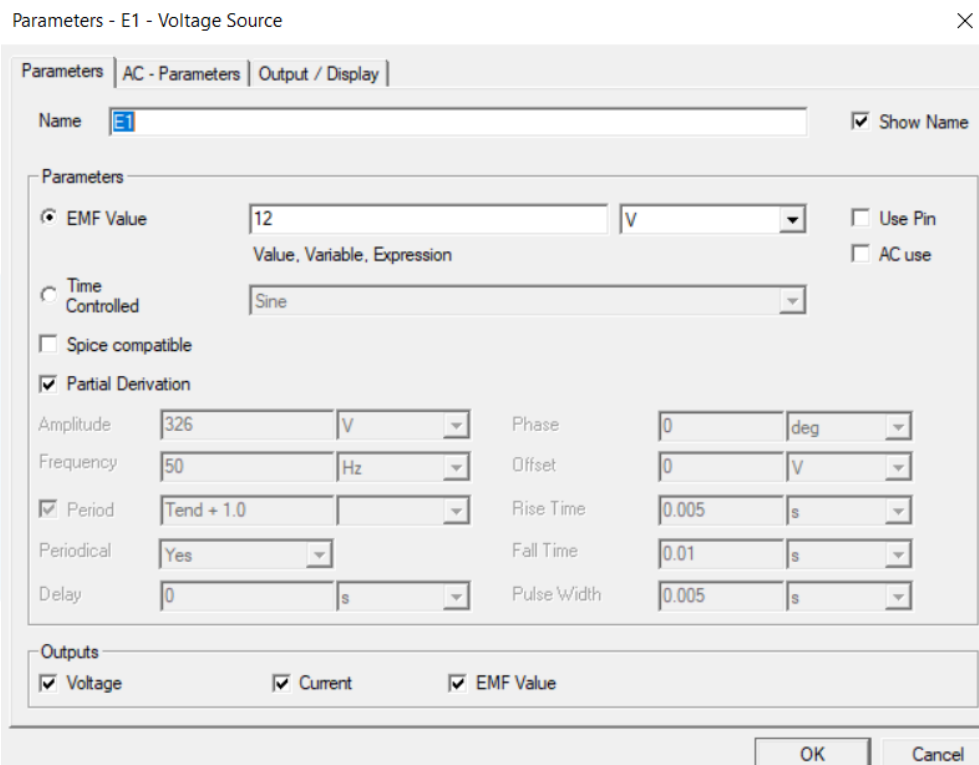 Parameters - E1 - Voltage Source
Parameters AC - Parameters Output / Display
Name E1 Show Name
Parameters
EMF Value 12 V Use Pin
Value, Variable, Expression AC use
Time
Controlled Sine
Spice compatible
Partial Derivation
Amplitude 326 V Phase 0 deg
Frequency 50 Hz Offset 0 V
Period Tend + 1.0 Rise Time 0.005 s
Periodical Yes Fall Time 0.01 s
Delay 0 s Pulse Width 0.005 s
Outputs
Voltage Current EMF Value
OK Cancel